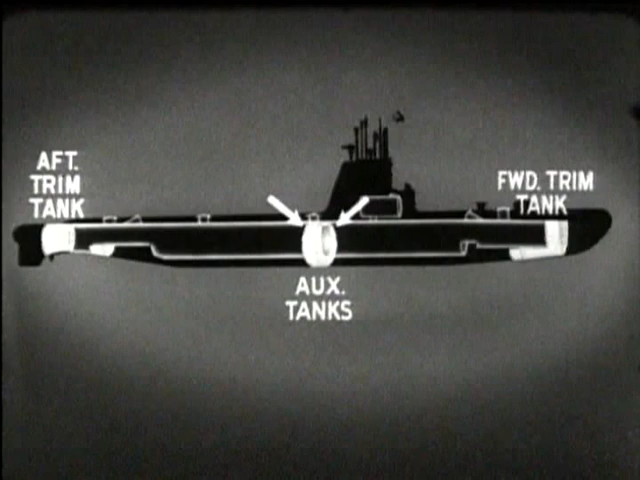 AFT.
TRIM
TANK
FWD. TRIM
TANK
AUX.
TANKS